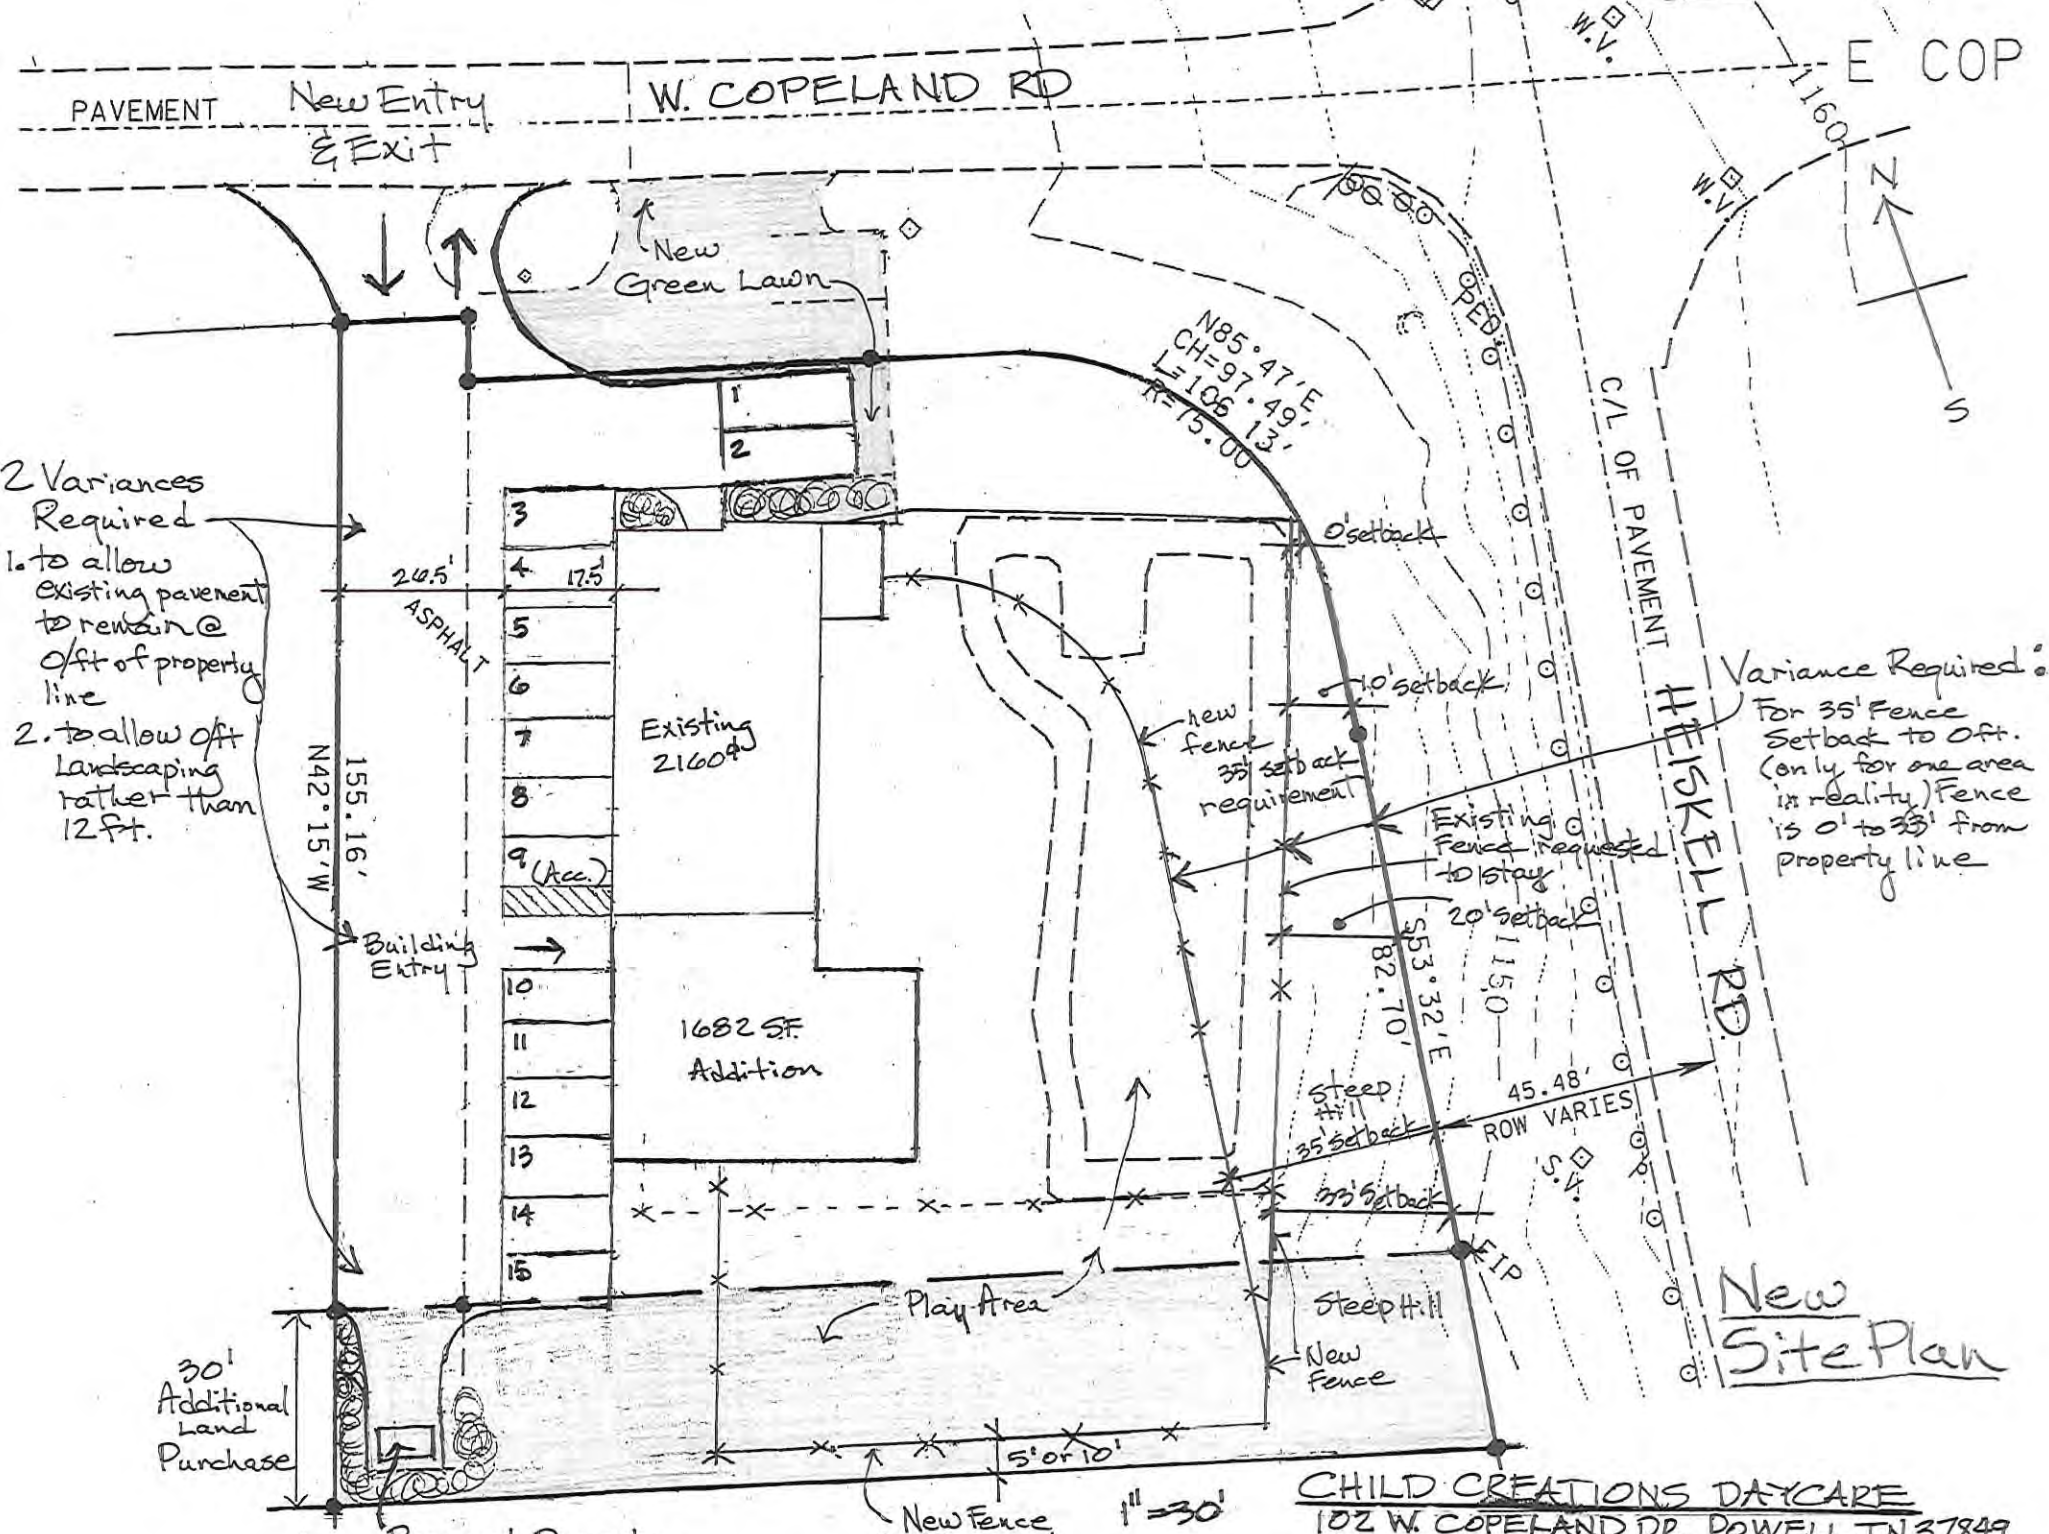 PAVEMENT
New Entry
& Exit
W. COPELAND RD
E COP
W.V.
1160
W.V.
N
S
New
Green Lawn
PED.
N85°47'E
CH=97.49'
L=106.13'
R=75.00
C/L OF PAVEMENT
HEISKELL RD.
2 Variances
Required
1. to allow
existing pavement
to remain @
0/ft of property
line
2. to allow 0/ft
Landscaping
rather than
12ft.
155.16'
N42°15'W
26.5'
ASPHALT
17.5'
1
2
3
4
5
6
7
8
9 (Acc.)
10
11
12
13
14
15
Building
Entry
Existing
2160
1682 SF.
Addition
0' setback
10' setback
new
fence
35' setback
requirement
Existing
Fence requested
to stay
20' setback
Variance Required:
For 35' Fence
Setback to 0ft.
(only for one area
in reality) Fence
is 0' to 33' from
property line
S53°32'E
82.70'
1150
steep
Hill
35' setback
33' Setback
45.48'
ROW VARIES
S.V.
EIP
Play Area
Steep Hill
New
Fence
New
Site Plan
30'
Additional
Land
Purchase
5' or 10'
New Fence
1"=30'
CHILD CREATIONS DAYCARE
102 W. COPELAND RD. POWELL, TN 37849